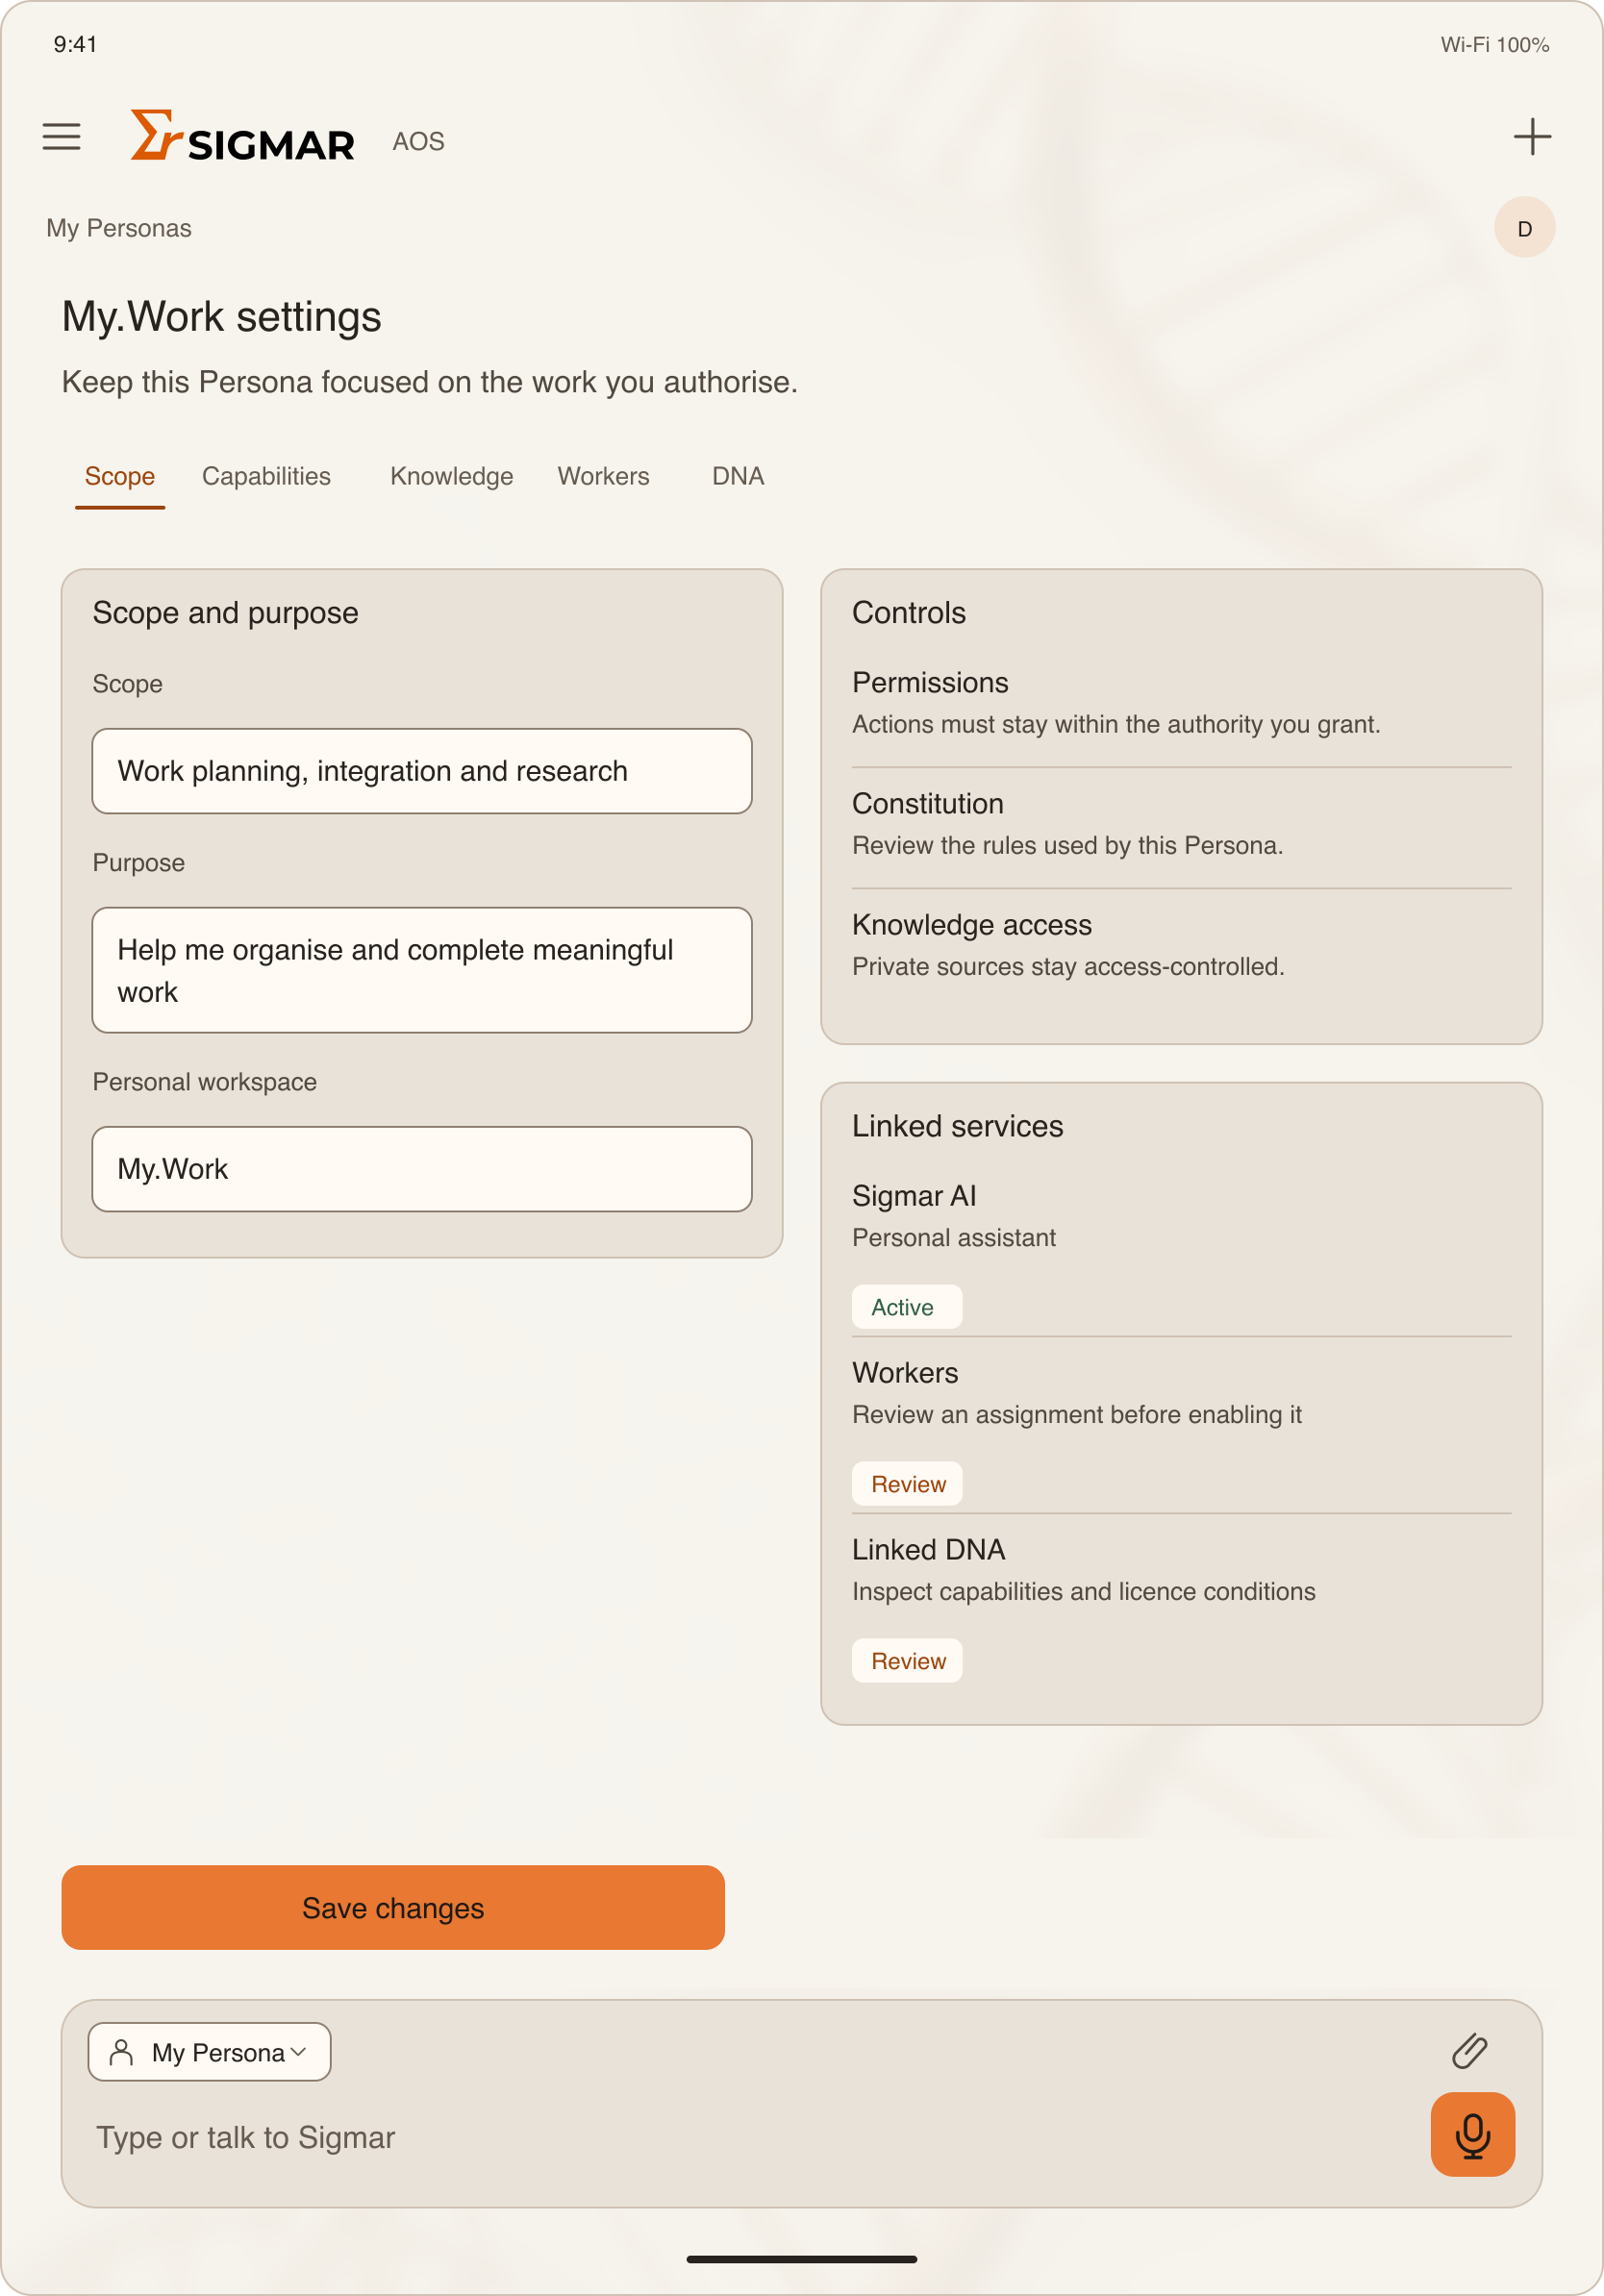 9:41
Wi-Fi 100%
Σr SIGMAR AOS
My Personas
D
My.Work settings
Keep this Persona focused on the work you authorise.
Scope Capabilities Knowledge Workers DNA
Scope and purpose
Scope
Work planning, integration and research
Purpose
Help me organise and complete meaningful
work
Personal workspace
My.Work
Controls
Permissions
Actions must stay within the authority you grant.
Constitution
Review the rules used by this Persona.
Knowledge access
Private sources stay access-controlled.
Linked services
Sigmar AI
Personal assistant
Active
Workers
Review an assignment before enabling it
Review
Linked DNA
Inspect capabilities and licence conditions
Review
Save changes
My Persona
Type or talk to Sigmar